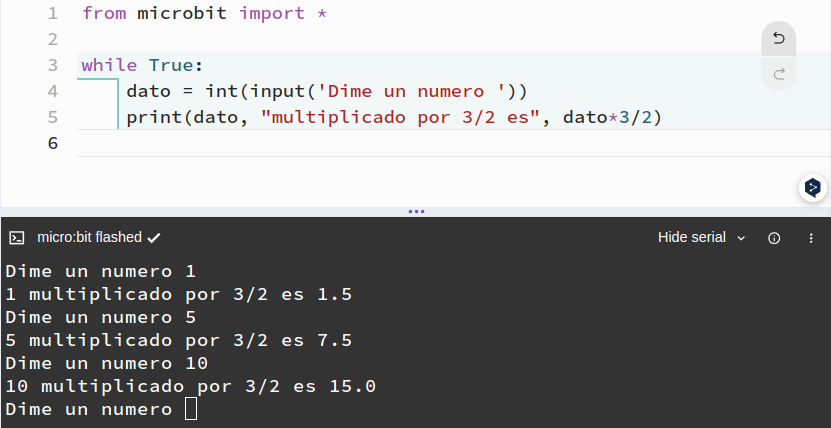 1 from microbit import *
2
3 while True:
4 dato = int(input('Dime un numero '))
5 print(dato, "multiplicado por 3/2 es", dato*3/2)
6
micro:bit flashed
Hide serial
Dime un numero 1
1 multiplicado por 3/2 es 1.5
Dime un numero 5
5 multiplicado por 3/2 es 7.5
Dime un numero 10
10 multiplicado por 3/2 es 15.0
Dime un numero